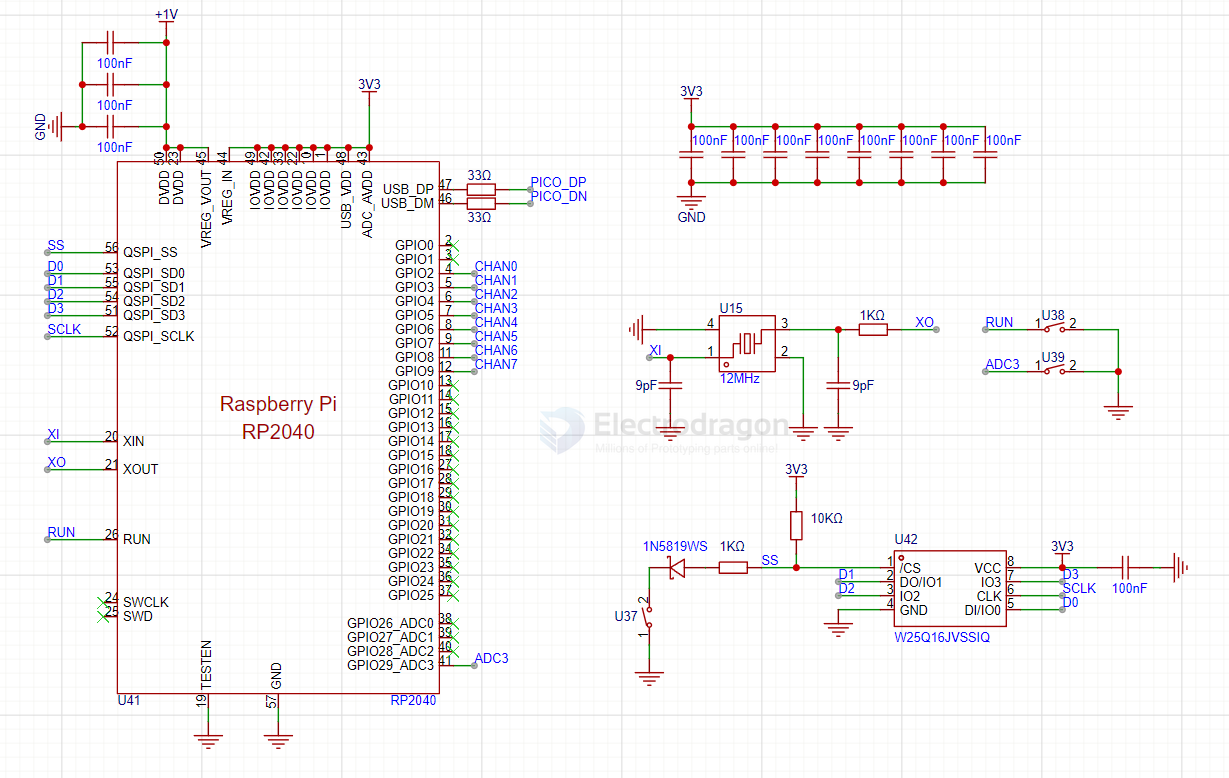 +1V
100nF
100nF
100nF
GND
3V3
50 23 45 44 49 42 33 22 10 1 48 43
DVDD
DVDD
VREG_VOUT
VREG_IN
IOVDD
IOVDD
IOVDD
IOVDD
IOVDD
IOVDD
USB_VDD
ADC_AVDD
33Ω
USB_DP 47 PICO_DP
USB_DM 46 PICO_DN
33Ω
SS 56 QSPI_SS
D0 53 QSPI_SD0
D1 55 QSPI_SD1
D2 54 QSPI_SD2
D3 51 QSPI_SD3
SCLK 52 QSPI_SCLK
XI 20 XIN
XO 21 XOUT
RUN 26 RUN
24 SWCLK
25 SWD
Raspberry Pi
RP2040
GPIO0 2
GPIO1 3
GPIO2 4 CHAN0
GPIO3 5 CHAN1
GPIO4 6 CHAN2
GPIO5 7 CHAN3
GPIO6 8 CHAN4
GPIO7 9 CHAN5
GPIO8 11 CHAN6
GPIO9 12 CHAN7
GPIO10 13
GPIO11 14
GPIO12 15
GPIO13 16
GPIO14 17
GPIO15 18
GPIO16 27
GPIO17 28
GPIO18 29
GPIO19 30
GPIO20 31
GPIO21 32
GPIO22 34
GPIO23 35
GPIO24 36
GPIO25 37
GPIO26_ADC0 38
GPIO27_ADC1 39
GPIO28_ADC2 40
GPIO29_ADC3 41 ADC3
TESTEN
GND
U41 19 57 RP2040
3V3
100nF 100nF 100nF 100nF 100nF 100nF 100nF 100nF
GND
U15
4 3 1KΩ XO
XI 1 2
9pF 12MHz 9pF
RUN 1 U38 2
ADC3 1 U39 2
Electrodragon
Millions of Prototyping parts online!
3V3
10KΩ
1N5819WS 1KΩ SS
U37 2
1
U42
1 /CS VCC 8 3V3
D1 2 DO/IO1 IO3 7 D3
D2 3 IO2 CLK 6 SCLK
4 GND DI/IO0 5 D0
100nF
W25Q16JVSSIQ